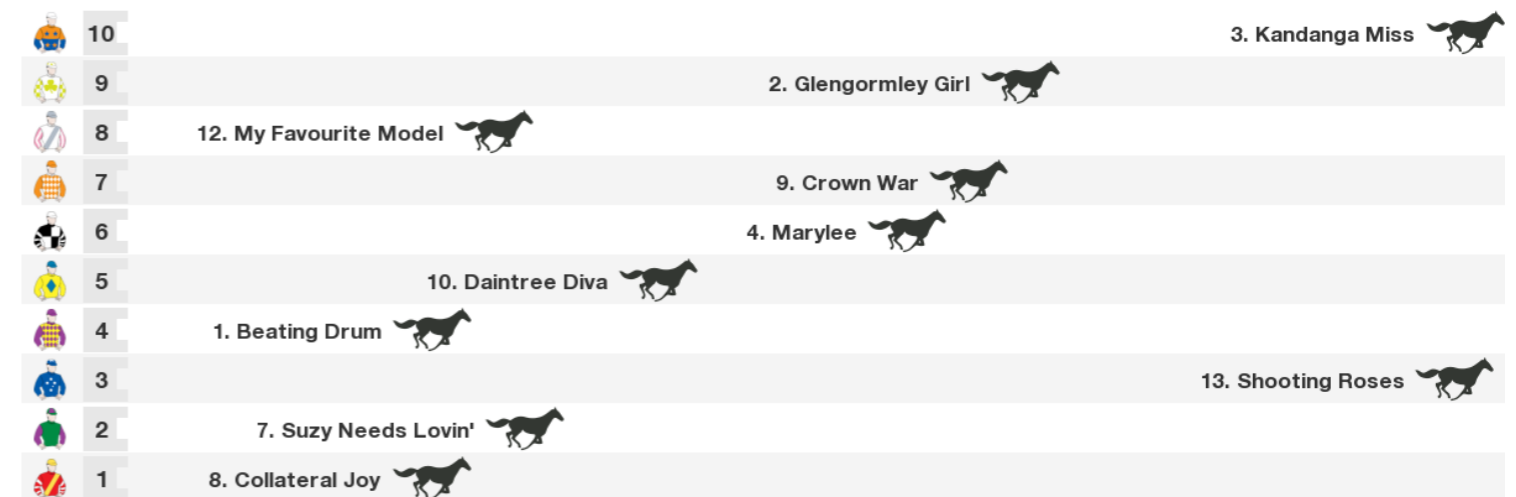 10 3. Kandanga Miss
9 2. Glengormley Girl
8 12. My Favourite Model
7 9. Crown War
6 4. Marylee
5 10. Daintree Diva
4 1. Beating Drum
3 13. Shooting Roses
2 7. Suzy Needs Lovin'
1 8. Collateral Joy